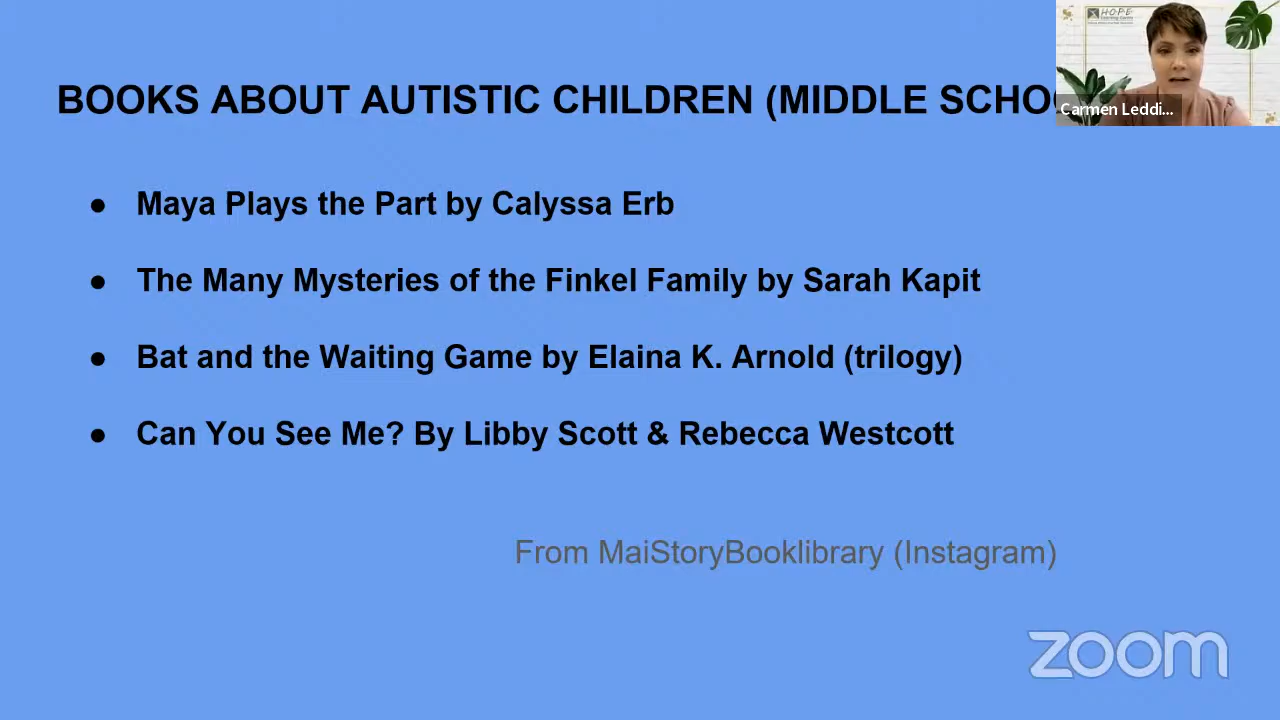 HOPE
BOOKS ABOUT AUTISTIC CHILDREN (MIDDLE SCHO
Carmen Leddi...
● Maya Plays the Part by Calyssa Erb
● The Many Mysteries of the Finkel Family by Sarah Kapit
● Bat and the Waiting Game by Elaina K. Arnold (trilogy)
● Can You See Me? By Libby Scott & Rebecca Westcott
From MaiStoryBooklibrary (Instagram)
zoom